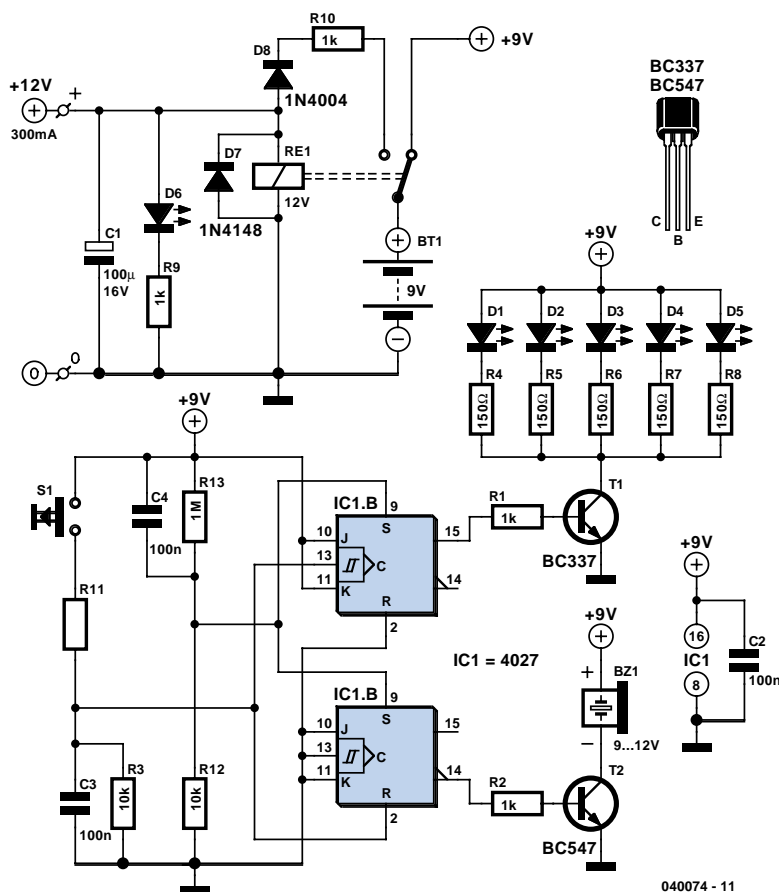 R10
1k
+9V
D8
1N4004
+12V
+
300mA
D7
RE1
12V
1N4148
D6
C1
100µ
16V
R9
1k
BT1
9V
0
0
BC337
BC547
C
B
E
+9V
D1
D2
D3
D4
D5
R4
R5
R6
R7
R8
150Ω
150Ω
150Ω
150Ω
150Ω
+9V
S1
C4
100n
R13
1M
IC1.B
9
S
10
J
13
C
11
K
R
2
15
14
R1
1k
T1
BC337
R11
+9V
16
IC1
8
C2
100n
IC1 = 4027
+9V
+
BZ1
–
9...12V
IC1.B
9
S
10
J
13
C
11
K
R
2
15
14
R2
1k
T2
BC547
C3
100n
R3
10k
R12
10k
040074 - 11